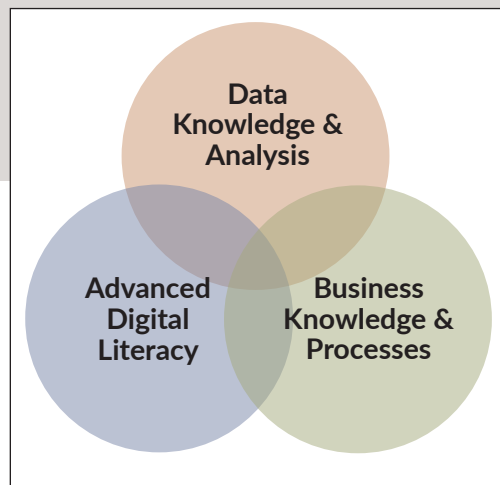 Data
Knowledge &
Analysis
Advanced
Digital
Literacy
Business
Knowledge &
Processes